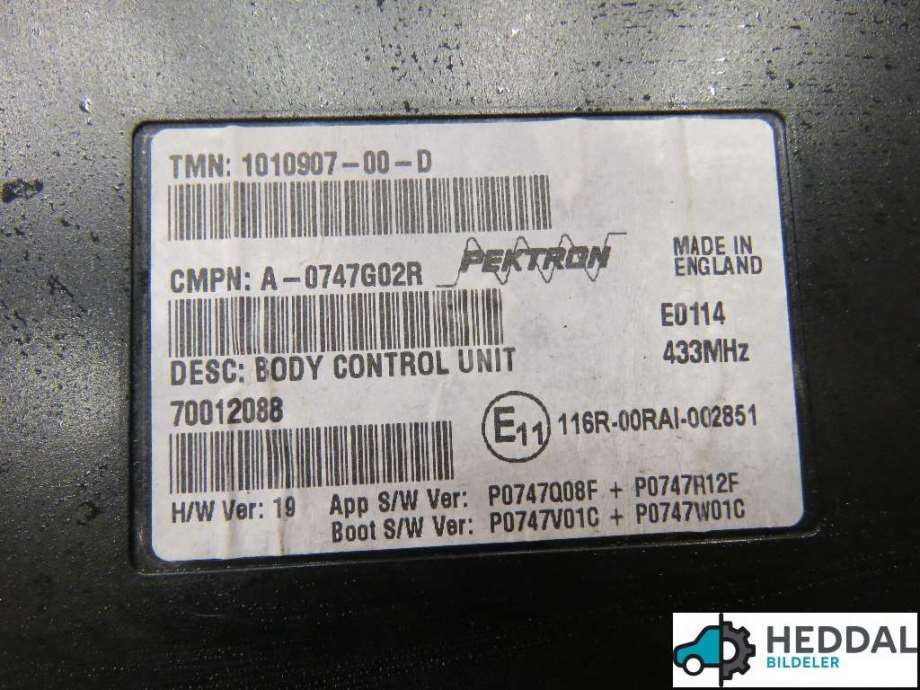 TMN: 1010907-00-D
CMPN: A-0747G02R
PEKTRON
MADE IN
ENGLAND
E0114
433MHz
DESC: BODY CONTROL UNIT
70012088
E11 116R-00RAI-002851
H/W Ver: 19 App S/W Ver: P0747Q08F + P0747R12F
Boot S/W Ver: P0747V01C + P0747W01C
HEDDAL
BILDELER